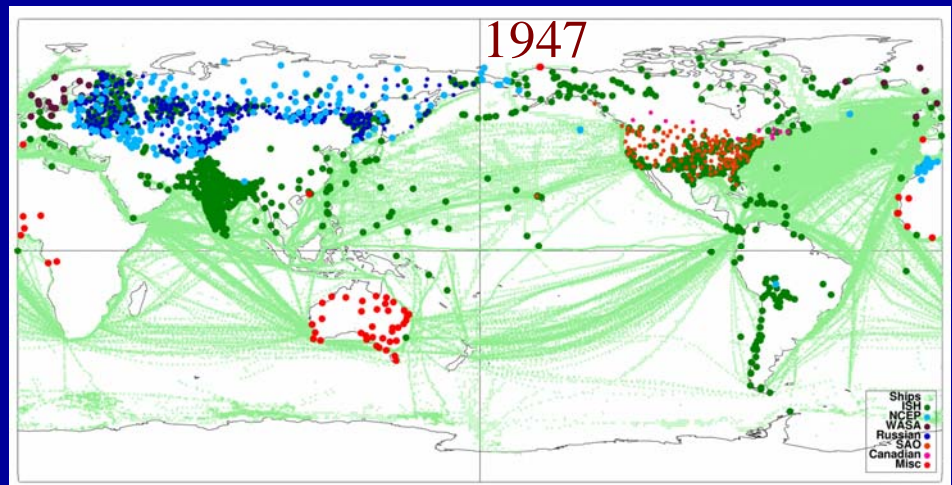 1947
Ships
ISH
NCEP
WASA
Russian
SAO
Canadian
Misc